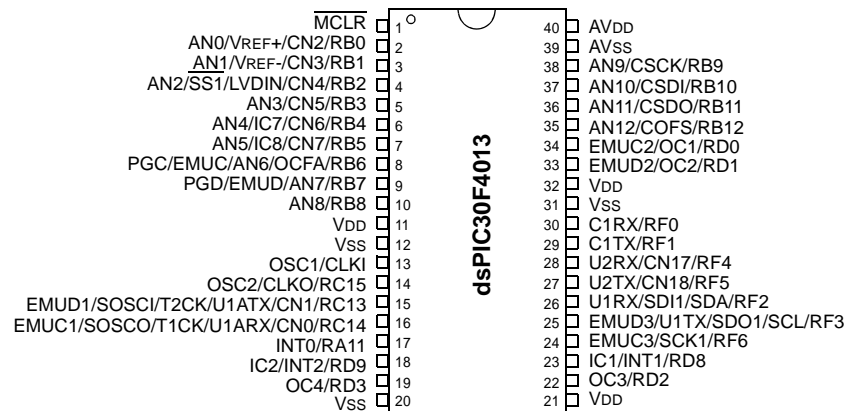 MCLR 1
AN0/VREF+/CN2/RB0 2
AN1/VREF-/CN3/RB1 3
AN2/SS1/LVDIN/CN4/RB2 4
AN3/CN5/RB3 5
AN4/IC7/CN6/RB4 6
AN5/IC8/CN7/RB5 7
PGC/EMUC/AN6/OCFA/RB6 8
PGD/EMUD/AN7/RB7 9
AN8/RB8 10
VDD 11
VSS 12
OSC1/CLKI 13
OSC2/CLKO/RC15 14
EMUD1/SOSCI/T2CK/U1ATX/CN1/RC13 15
EMUC1/SOSCO/T1CK/U1ARX/CN0/RC14 16
INT0/RA11 17
IC2/INT2/RD9 18
OC4/RD3 19
VSS 20
dsPIC30F4013
40 AVDD
39 AVSS
38 AN9/CSCK/RB9
37 AN10/CSDI/RB10
36 AN11/CSDO/RB11
35 AN12/COFS/RB12
34 EMUC2/OC1/RD0
33 EMUD2/OC2/RD1
32 VDD
31 VSS
30 C1RX/RF0
29 C1TX/RF1
28 U2RX/CN17/RF4
27 U2TX/CN18/RF5
26 U1RX/SDI1/SDA/RF2
25 EMUD3/U1TX/SDO1/SCL/RF3
24 EMUC3/SCK1/RF6
23 IC1/INT1/RD8
22 OC3/RD2
21 VDD